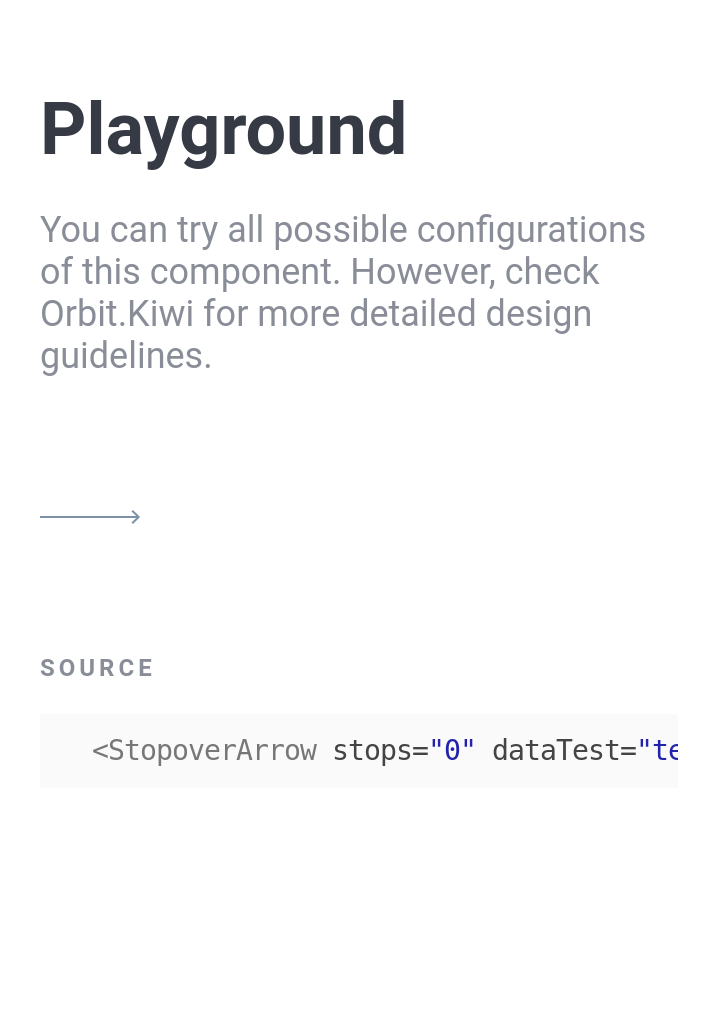 Playground
You can try all possible configurations
of this component. However, check
Orbit.Kiwi for more detailed design
guidelines.
SOURCE
<StopoverArrow stops="0" dataTest="te